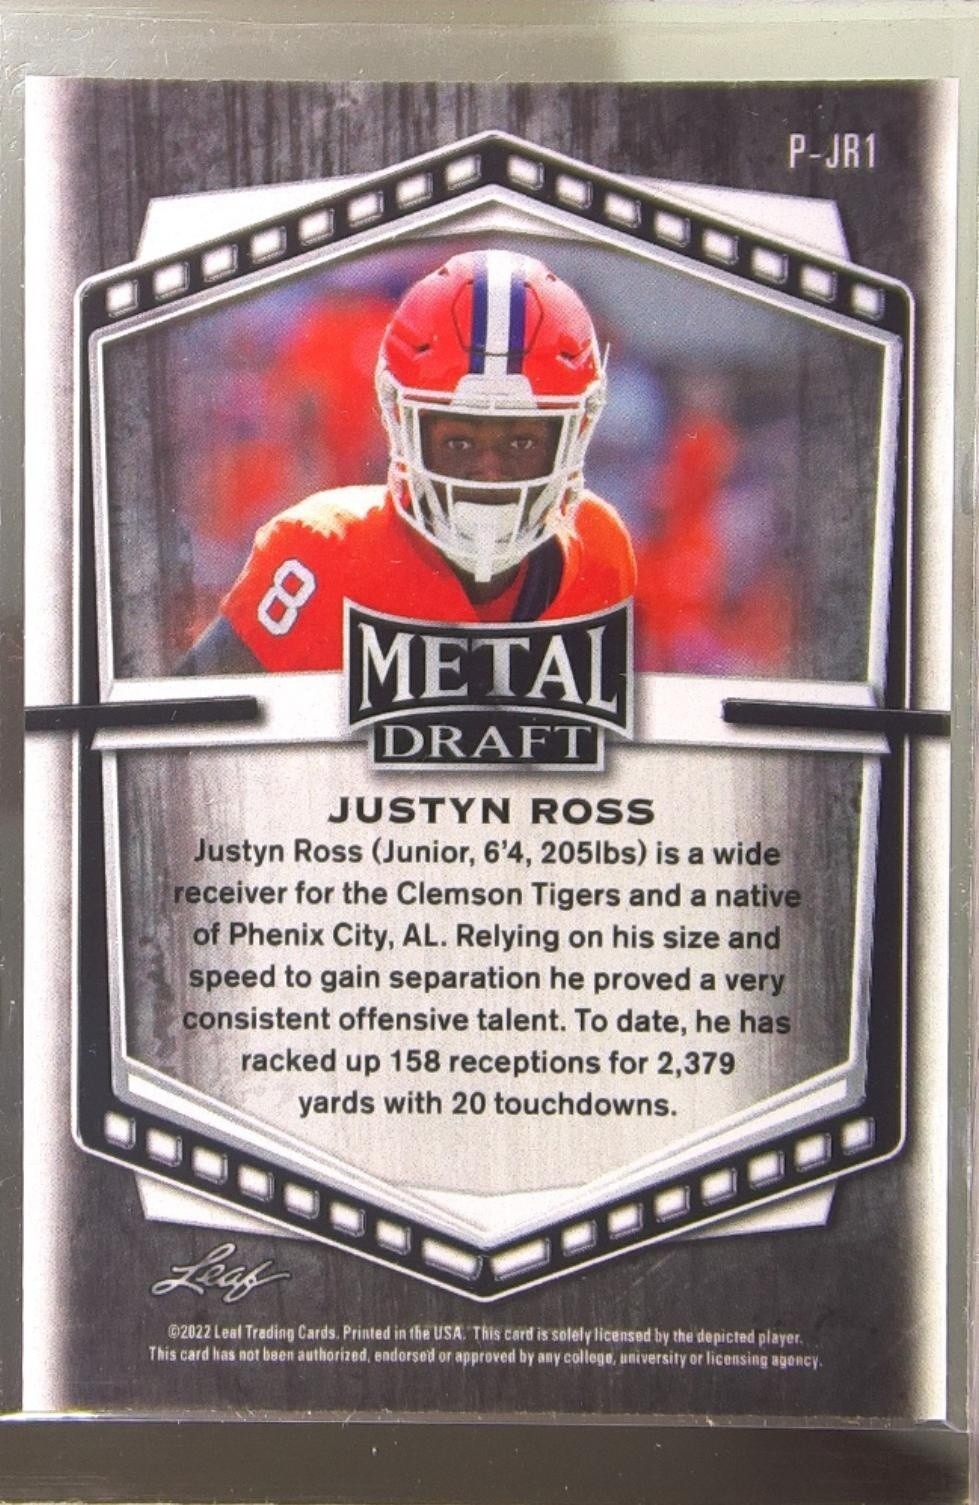 P-JR1
8
METAL
DRAFT
JUSTYN ROSS
Justyn Ross (Junior, 6'4, 205lbs) is a wide
receiver for the Clemson Tigers and a native
of Phenix City, AL. Relying on his size and
speed to gain separation he proved a very
consistent offensive talent. To date, he has
racked up 158 receptions for 2,379
yards with 20 touchdowns.
Leaf
©2022 Leaf Trading Cards. Printed in the USA. This card is solely licensed by the depicted player.
This card has not been authorized, endorsed or approved by any college, university or licensing agency.